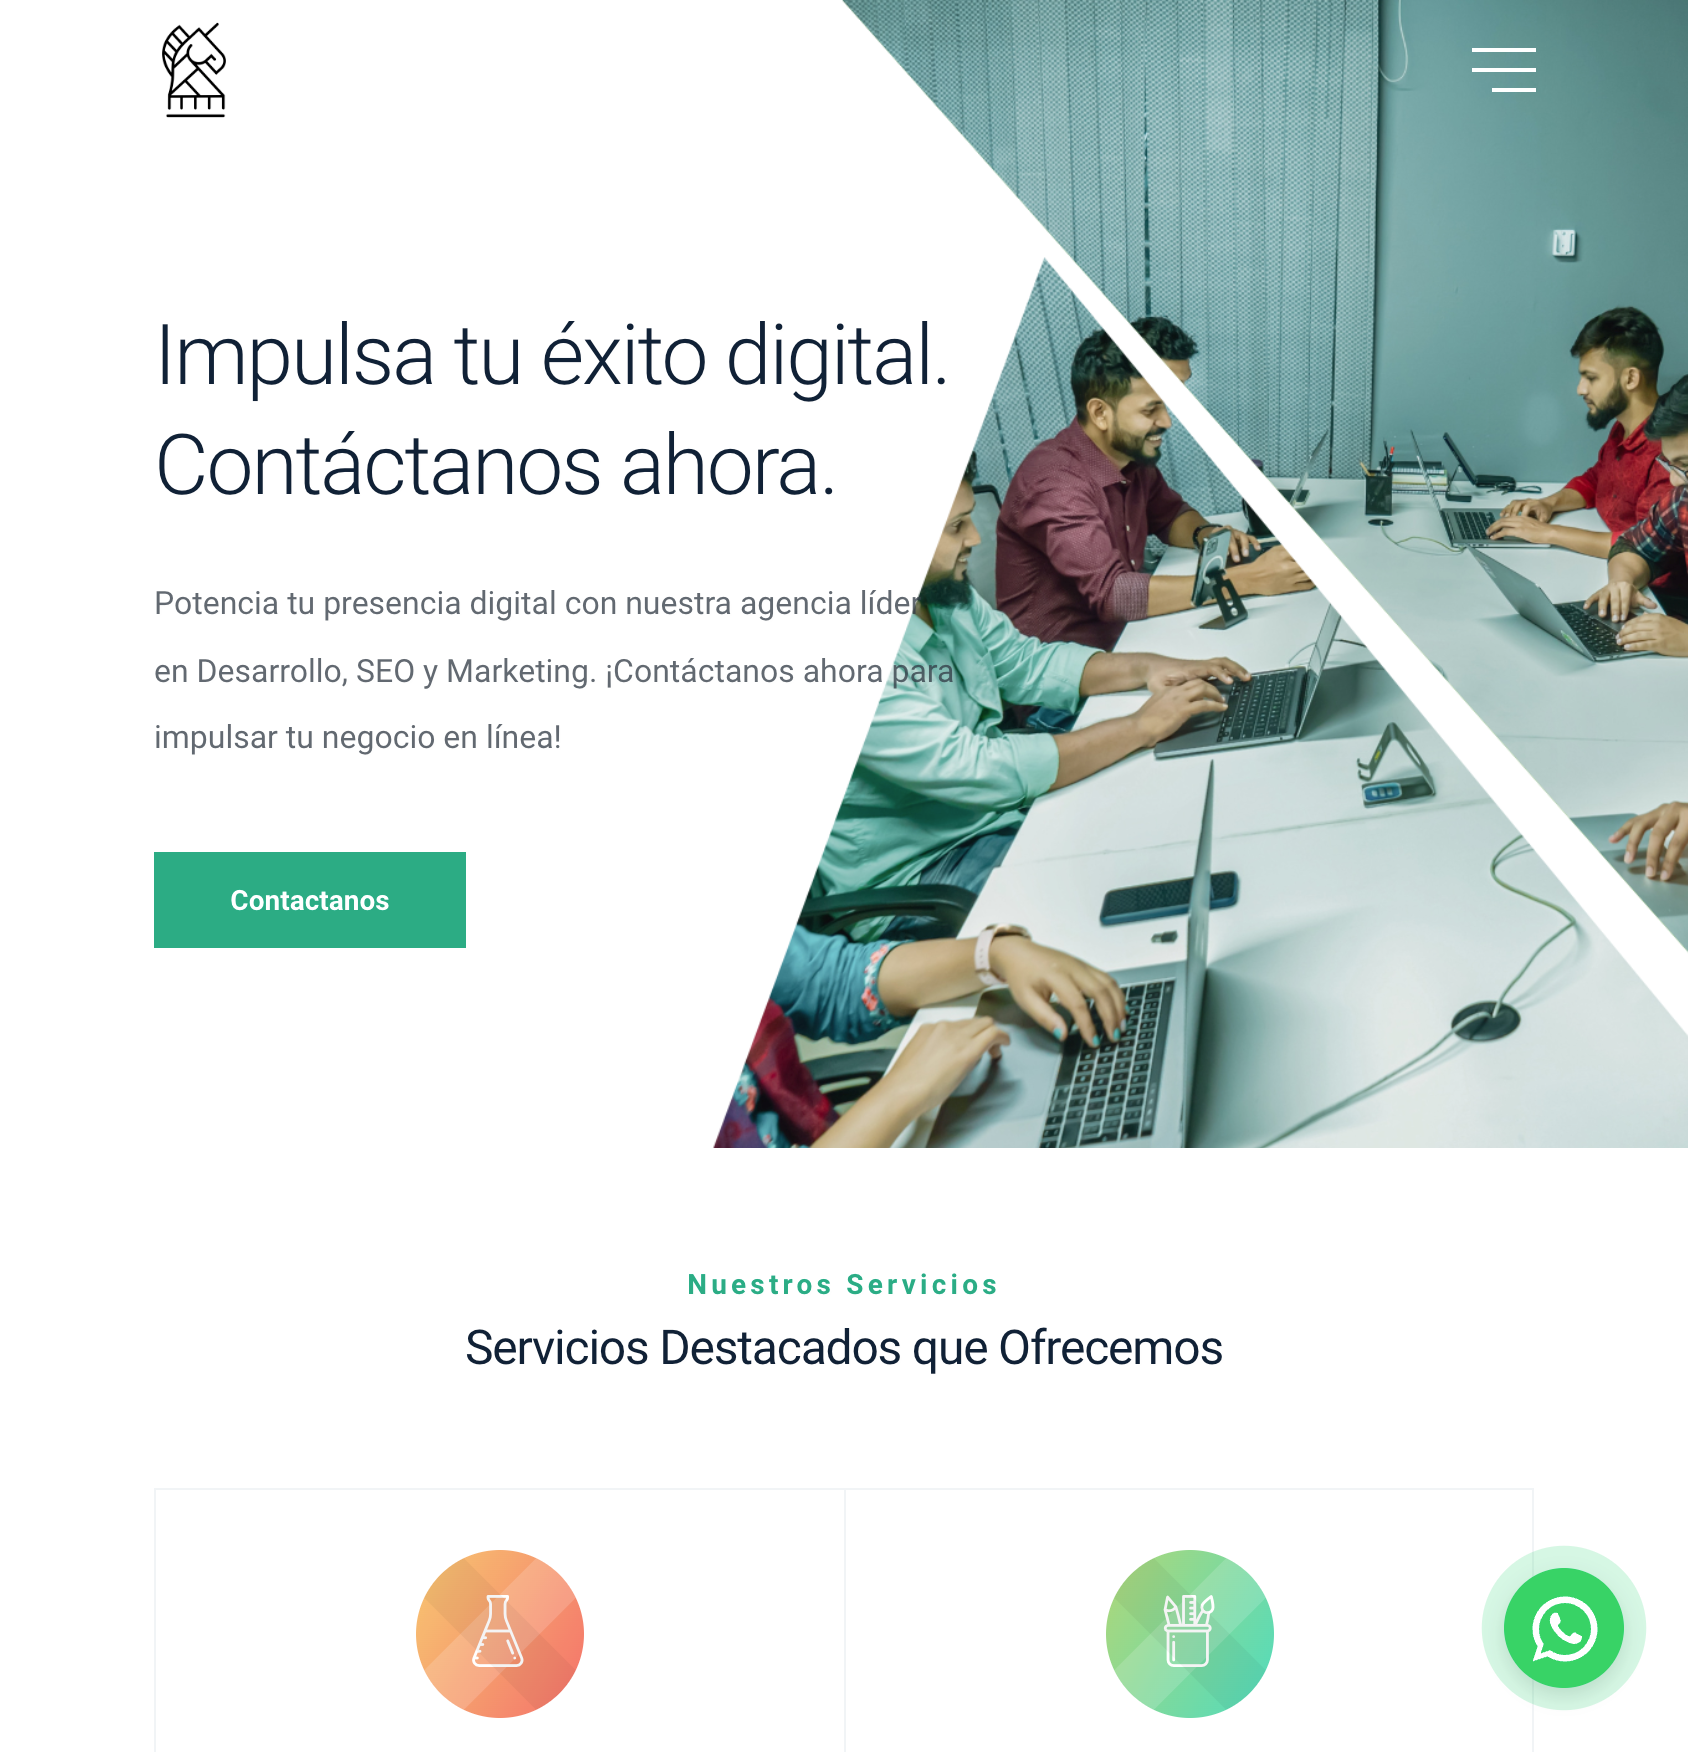 Impulsa tu éxito digital.
Contáctanos ahora.
Potencia tu presencia digital con nuestra agencia líder
en Desarrollo, SEO y Marketing. ¡Contáctanos ahora para
impulsar tu negocio en línea!
Contactanos
Nuestros Servicios
Servicios Destacados que Ofrecemos